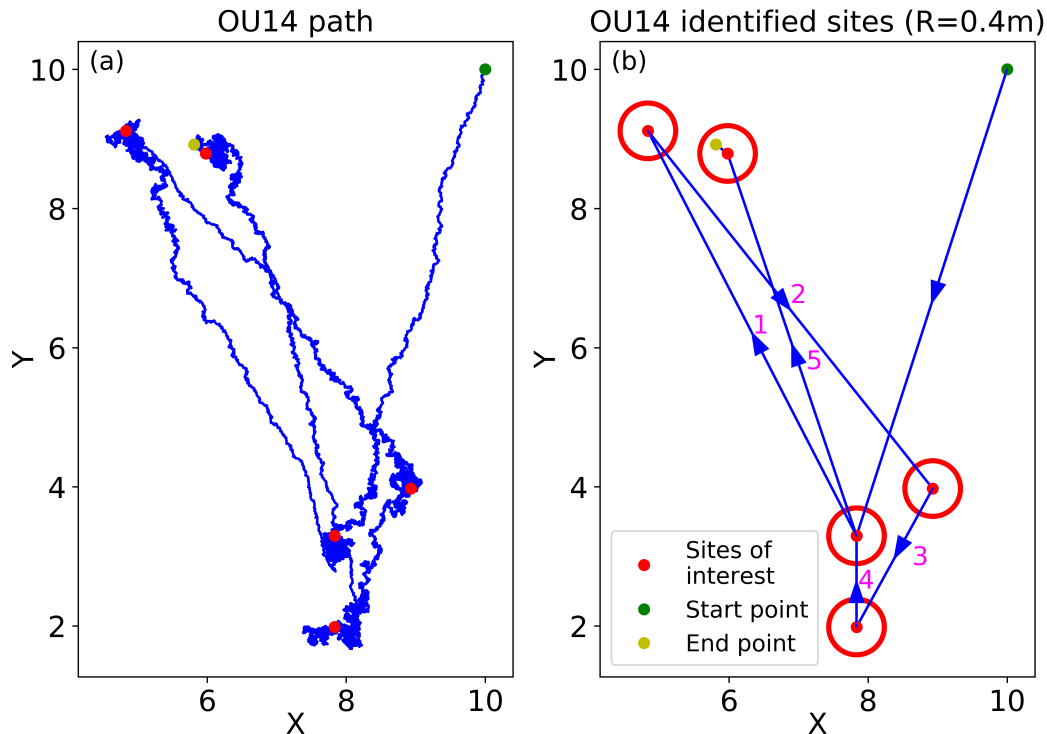 OU14 path
(a)
10
8
6
4
2
Y
6 8 10
X
OU14 identified sites (R=0.4m)
(b)
10
8
6
4
2
Y
2
1
5
3
4
Sites of
interest
Start point
End point
6 8 10
X